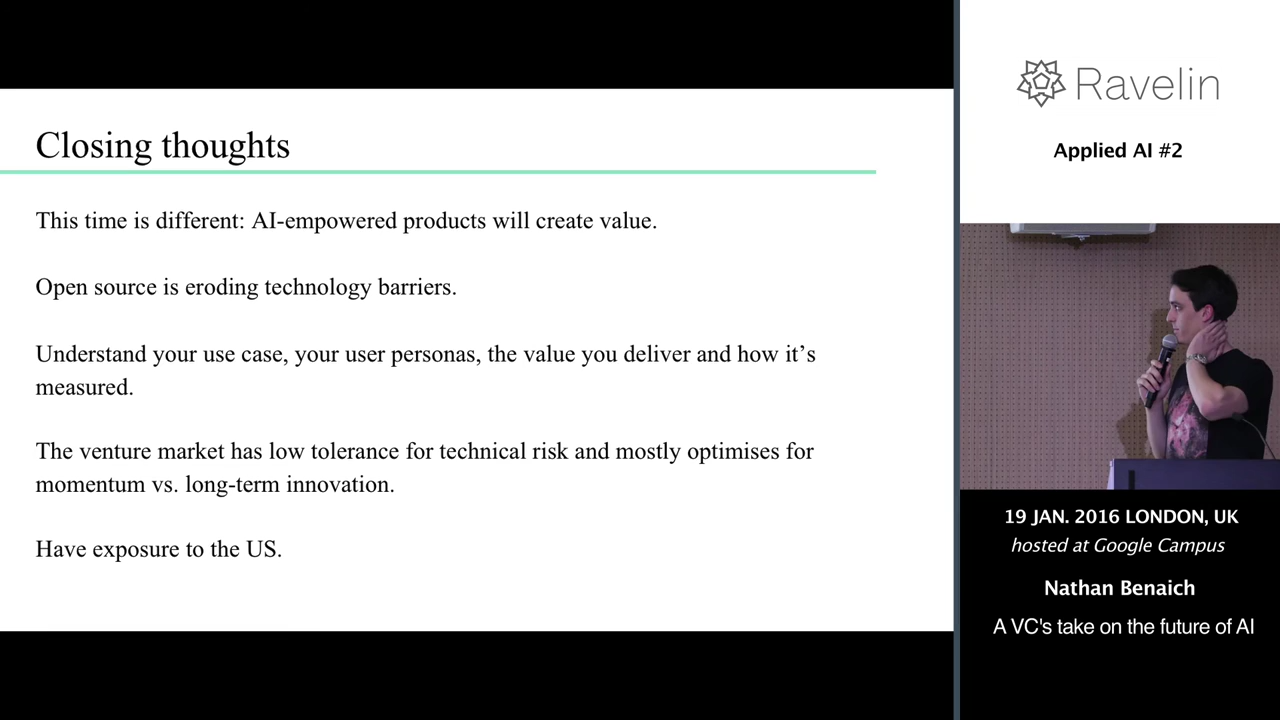 Closing thoughts
This time is different: AI-empowered products will create value.
Open source is eroding technology barriers.
Understand your use case, your user personas, the value you deliver and how it’s
measured.
The venture market has low tolerance for technical risk and mostly optimises for
momentum vs. long-term innovation.
Have exposure to the US.
Ravelin
Applied AI #2
19 JAN. 2016 LONDON, UK
hosted at Google Campus
Nathan Benaich
A VC's take on the future of AI